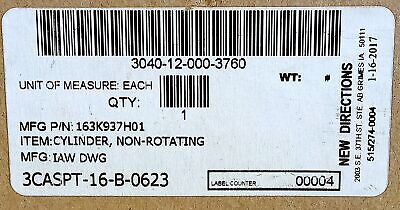 3040-12-000-3760
UNIT OF MEASURE: EACH
WT: #
QTY:
1
MFG P/N: 163K937H01
ITEM:CYLINDER, NON-ROTATING
MFG: IAW DWG
3CASPT-16-B-0623
LABEL COUNTER 00004
NEW DIRECTIONS
2003 S.E. 37TH ST. STE. AB GRIMES IA. 50111
515/274-0004
1-16-2017